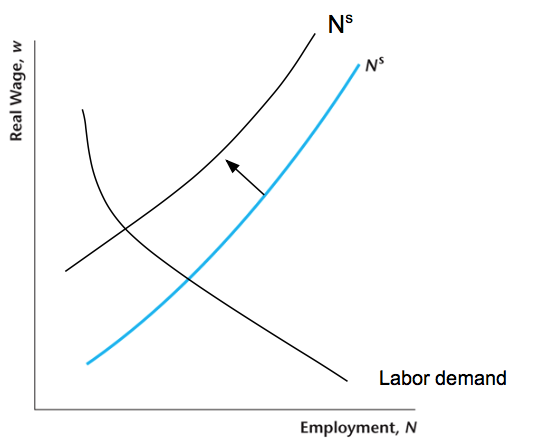 Nˢ
Nˢ
Real Wage, w
Labor demand
Employment, N